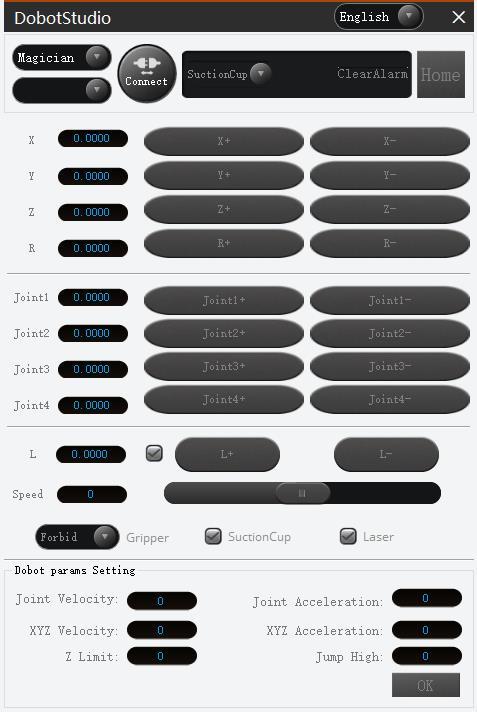 DobotStudio English
Magician
Connect
SuctionCup ClearAlarm Home
X 0.0000 X+ X-
Y 0.0000 Y+ Y-
Z 0.0000 Z+ Z-
R 0.0000 R+ R-
Joint1 0.0000 Joint1+ Joint1-
Joint2 0.0000 Joint2+ Joint2-
Joint3 0.0000 Joint3+ Joint3-
Joint4 0.0000 Joint4+ Joint4-
L 0.0000 L+ L-
Speed 0
Forbid Gripper SuctionCup Laser
Dobot params Setting
Joint Velocity: 0 Joint Acceleration: 0
XYZ Velocity: 0 XYZ Acceleration: 0
Z Limit: 0 Jump High: 0
OK